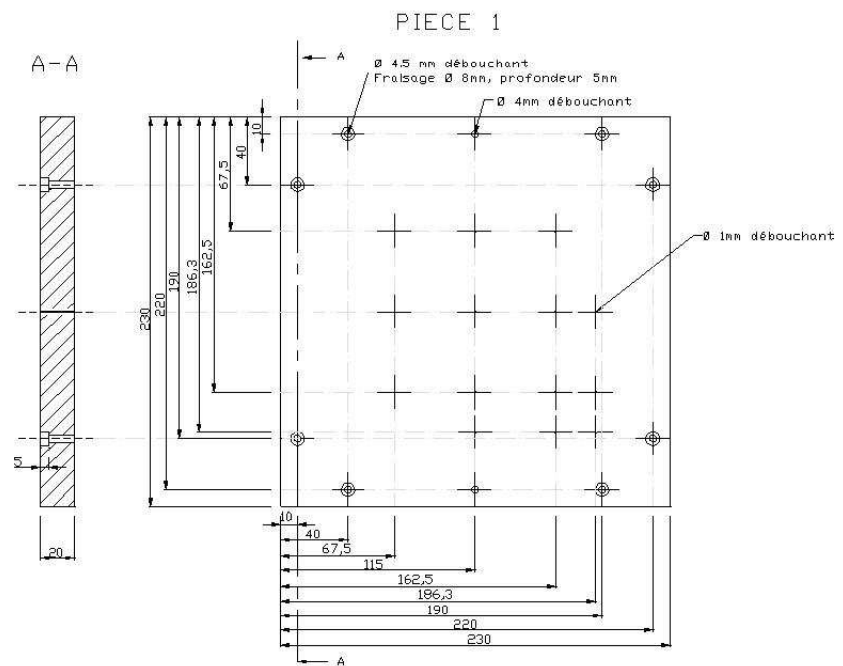 PIECE 1
A-A
A
Ø 4.5 mm débouchant
Fraisage Ø 8mm, profondeur 5mm
Ø 4mm débouchant
10
40
67,5
162,5
186,3
190
220
230
Ø 1mm débouchant
5
20
10
40
67,5
115
162,5
186,3
190
220
230
A